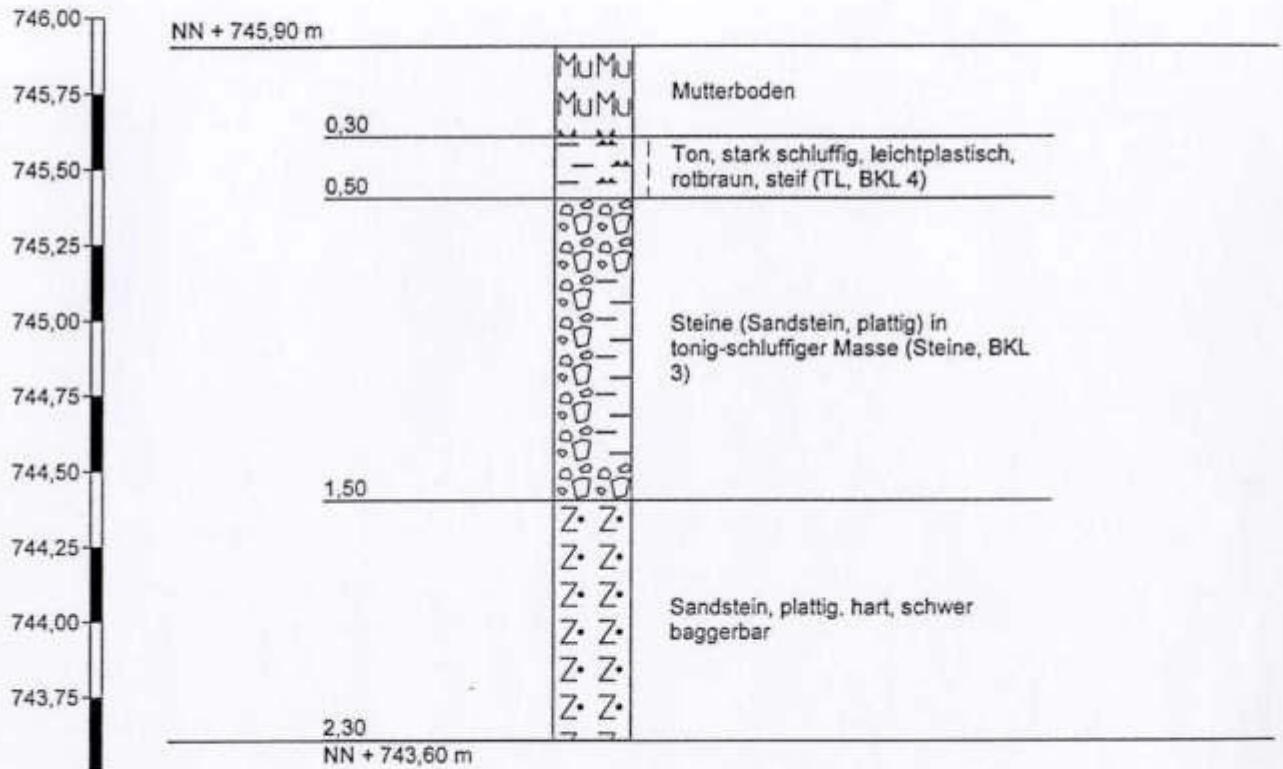 746,00
NN + 745,90 m
MuMu
745,75
Mutterboden
MuMu
0,30
745,50
Ton, stark schluffig, leichtplastisch,
rotbraun, steif (TL, BKL 4)
0,50
745,25
745,00
Steine (Sandstein, plattig) in
tonig-schluffiger Masse (Steine, BKL
3)
744,75
744,50
1,50
Z• Z•
744,25
Z• Z•
Z• Z•
744,00
Sandstein, plattig, hart, schwer
baggerbar
Z• Z•
Z• Z•
743,75
Z• Z•
2,30
NN + 743,60 m